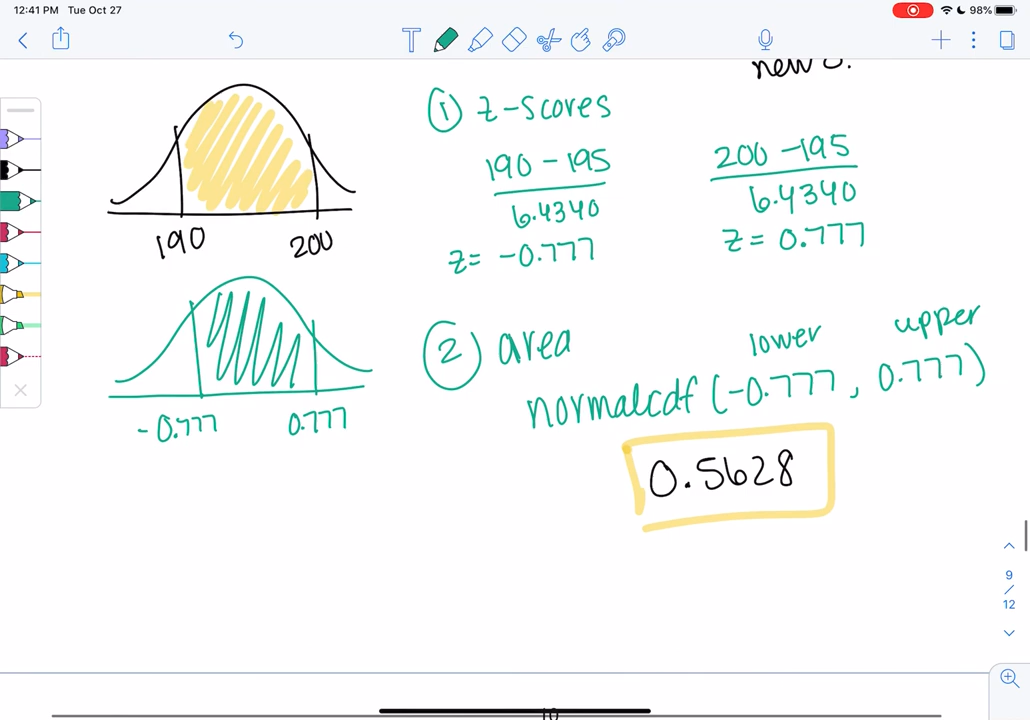 12:41 PM Tue Oct 27
98%
T
new σ.
① z-scores
190 - 195
6.4340
z = -0.777
200 - 195
6.4340
z = 0.777
190
200
② area
lower
upper
normalcdf (-0.777, 0.777)
-0.777
0.777
0.5628
9
/
12